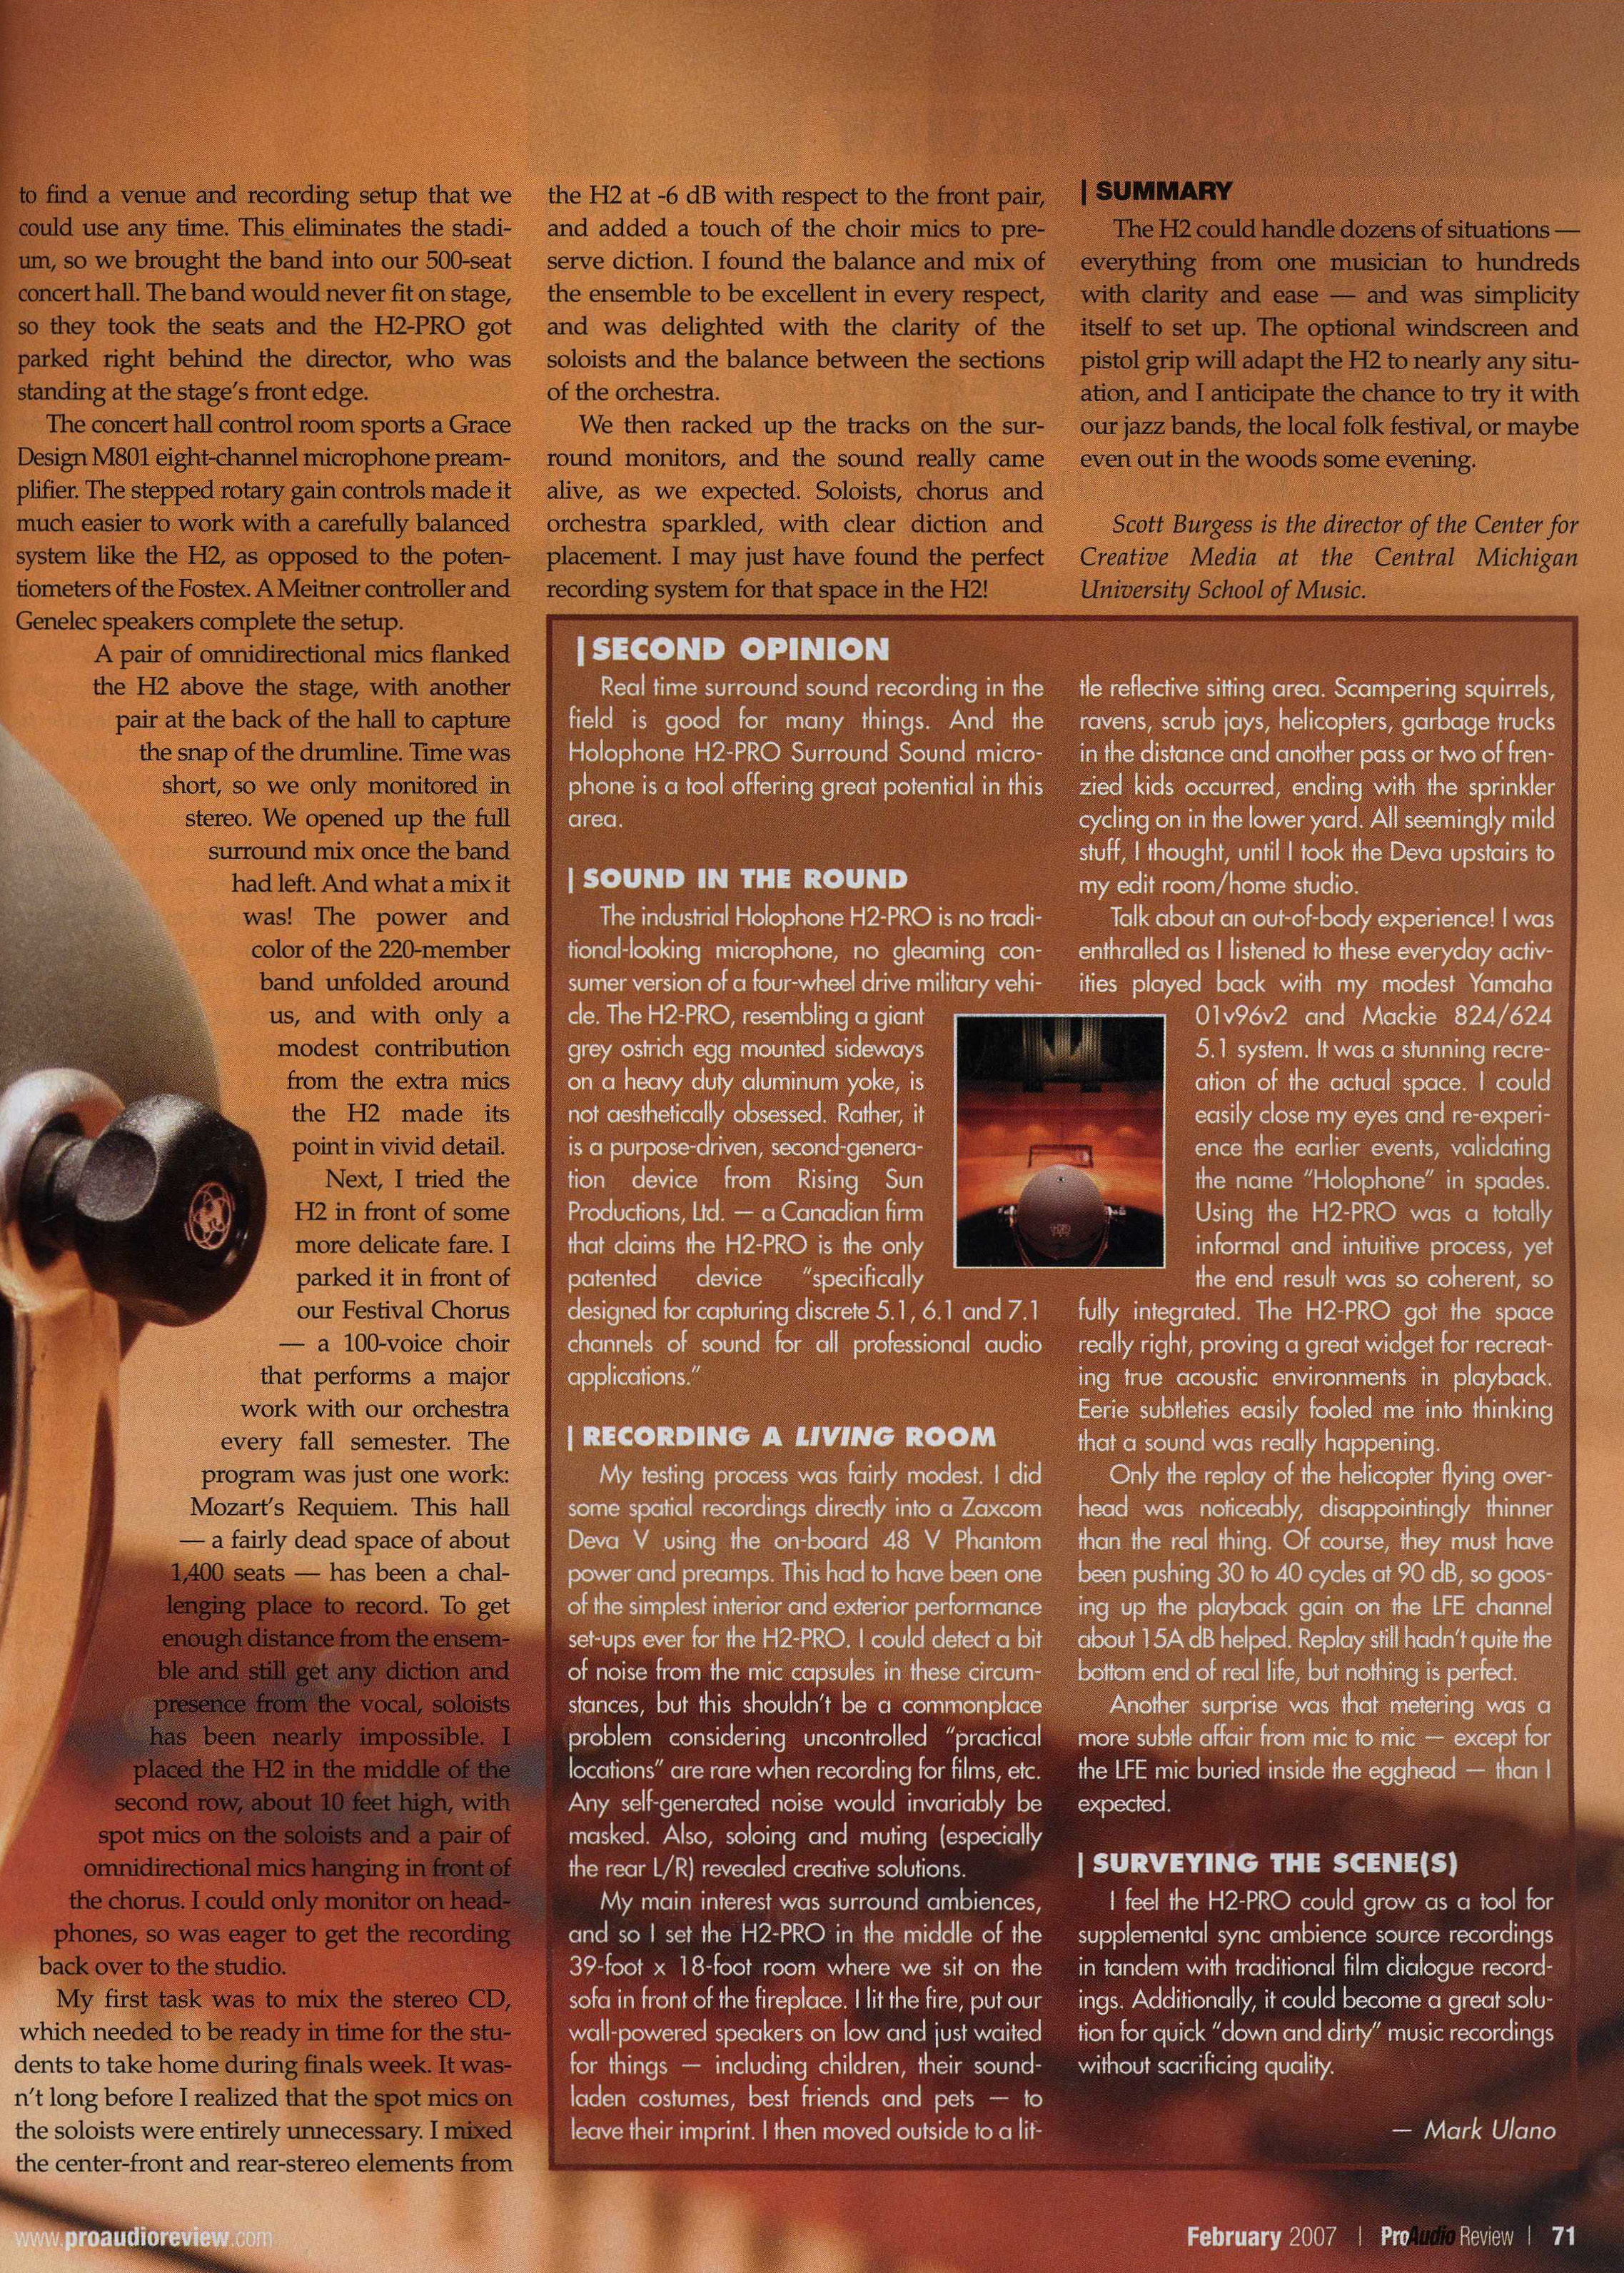 to find a venue and recording setup that we
could use any time. This eliminates the stadi-
um, so we brought the band into our 500-seat
concert hall. The band would never fit on stage,
so they took the seats and the H2-PRO got
parked right behind the director, who was
standing at the stage's front edge.
The concert hall control room sports a Grace
Design M801 eight-channel microphone pream-
plifier. The stepped rotary gain controls made it
much easier to work with a carefully balanced
system like the H2, as opposed to the poten-
tiometers of the Fostex. A Meitner controller and
Genelec speakers complete the setup.
A pair of omnidirectional mics flanked
the H2 above the stage, with another
pair at the back of the hall to capture
the snap of the drumline. Time was
short, so we only monitored in
stereo. We opened up the full
surround mix once the band
had left. And what a mix it
was! The power and
color of the 220-member
band unfolded around
us, and with only a
modest contribution
from the extra mics
the H2 made its
point in vivid detail.
Next, I tried the
H2 in front of some
more delicate fare. I
parked it in front of
our Festival Chorus
— a 100-voice choir
that performs a major
work with our orchestra
every fall semester. The
program was just one work:
Mozart's Requiem. This hall
— a fairly dead space of about
1,400 seats — has been a chal-
lenging place to record. To get
enough distance from the ensem-
ble and still get any diction and
presence from the vocal, soloists
has been nearly impossible. I
placed the H2 in the middle of the
second row, about 10 feet high, with
spot mics on the soloists and a pair of
omnidirectional mics hanging in front of
the chorus. I could only monitor on head-
phones, so was eager to get the recording
back over to the studio.
My first task was to mix the stereo CD,
which needed to be ready in time for the stu-
dents to take home during finals week. It was-
n't long before I realized that the spot mics on
the soloists were entirely unnecessary. I mixed
the center-front and rear-stereo elements from
the H2 at -6 dB with respect to the front pair,
and added a touch of the choir mics to pre-
serve diction. I found the balance and mix of
the ensemble to be excellent in every respect,
and was delighted with the clarity of the
soloists and the balance between the sections
of the orchestra.
We then racked up the tracks on the sur-
round monitors, and the sound really came
alive, as we expected. Soloists, chorus and
orchestra sparkled, with clear diction and
placement. I may just have found the perfect
recording system for that space in the H2!
| SUMMARY
The H2 could handle dozens of situations —
everything from one musician to hundreds
with clarity and ease — and was simplicity
itself to set up. The optional windscreen and
pistol grip will adapt the H2 to nearly any situ-
ation, and I anticipate the chance to try it with
our jazz bands, the local folk festival, or maybe
even out in the woods some evening.
Scott Burgess is the director of the Center for
Creative Media at the Central Michigan
University School of Music.
| SECOND OPINION
Real time surround sound recording in the
field is good for many things. And the
Holophone H2-PRO Surround Sound micro-
phone is a tool offering great potential in this
area.
| SOUND IN THE ROUND
The industrial Holophone H2-PRO is no tradi-
tional-looking microphone, no gleaming con-
sumer version of a four-wheel drive military vehi-
cle. The H2-PRO, resembling a giant
grey ostrich egg mounted sideways
on a heavy duty aluminum yoke, is
not aesthetically obsessed. Rather, it
is a purpose-driven, second-genera-
tion device from Rising Sun
Productions, Ltd. — a Canadian firm
that claims the H2-PRO is the only
patented device "specifically
designed for capturing discrete 5.1, 6.1 and 7.1
channels of sound for all professional audio
applications."
| RECORDING A LIVING ROOM
My testing process was fairly modest. I did
some spatial recordings directly into a Zaxcom
Deva V using the on-board 48 V Phantom
power and preamps. This had to have been one
of the simplest interior and exterior performance
set-ups ever for the H2-PRO. I could detect a bit
of noise from the mic capsules in these circum-
stances, but this shouldn't be a commonplace
problem considering uncontrolled "practical
locations" are rare when recording for films, etc.
Any self-generated noise would invariably be
masked. Also, soloing and muting (especially
the rear L/R) revealed creative solutions.
My main interest was surround ambiences,
and so I set the H2-PRO in the middle of the
39-foot x 18-foot room where we sit on the
sofa in front of the fireplace. I lit the fire, put our
wall-powered speakers on low and just waited
for things — including children, their sound-
laden costumes, best friends and pets — to
leave their imprint. I then moved outside to a lit-
tle reflective sitting area. Scampering squirrels,
ravens, scrub jays, helicopters, garbage trucks
in the distance and another pass or two of fren-
zied kids occurred, ending with the sprinkler
cycling on in the lower yard. All seemingly mild
stuff, I thought, until I took the Deva upstairs to
my edit room/home studio.
Talk about an out-of-body experience! I was
enthralled as I listened to these everyday activ-
ities played back with my modest Yamaha
01v96v2 and Mackie 824/624
5.1 system. It was a stunning recre-
ation of the actual space. I could
easily close my eyes and re-experi-
ence the earlier events, validating
the name "Holophone" in spades.
Using the H2-PRO was a totally
informal and intuitive process, yet
the end result was so coherent, so
fully integrated. The H2-PRO got the space
really right, proving a great widget for recreat-
ing true acoustic environments in playback.
Eerie subtleties easily fooled me into thinking
that a sound was really happening.
Only the replay of the helicopter flying over-
head was noticeably, disappointingly thinner
than the real thing. Of course, they must have
been pushing 30 to 40 cycles at 90 dB, so goos-
ing up the playback gain on the LFE channel
about 15A dB helped. Replay still hadn't quite the
bottom end of real life, but nothing is perfect.
Another surprise was that metering was a
more subtle affair from mic to mic — except for
the LFE mic buried inside the egghead — than I
expected.
| SURVEYING THE SCENE(S)
I feel the H2-PRO could grow as a tool for
supplemental sync ambience source recordings
in tandem with traditional film dialogue record-
ings. Additionally, it could become a great solu-
tion for quick "down and dirty" music recordings
without sacrificing quality.
— Mark Ulano
www.proaudioreview.com
February 2007 | ProAudio Review | 71